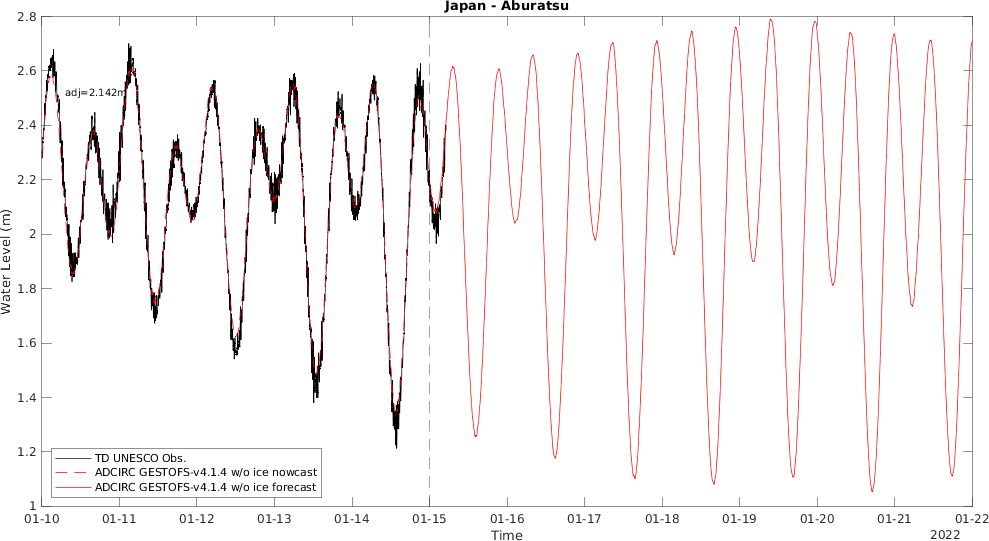 Japan - Aburatsu
2.8
2.6
adj=2.142m
2.4
2.2
2
1.8
1.6
1.4
1.2
1
Water Level (m)
TD UNESCO Obs.
ADCIRC GESTOFS-v4.1.4 w/o ice nowcast
ADCIRC GESTOFS-v4.1.4 w/o ice forecast
01-10 01-11 01-12 01-13 01-14 01-15 01-16 01-17 01-18 01-19 01-20 01-21 01-22
Time
2022